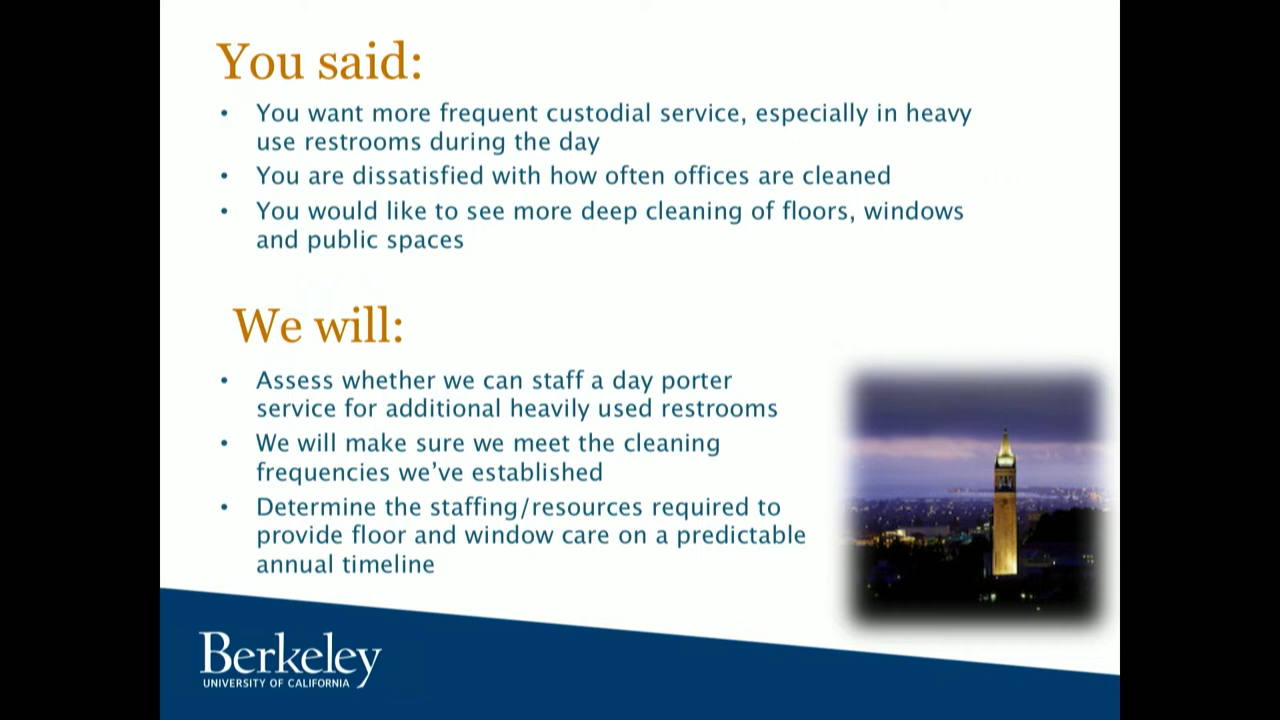 You said:
• You want more frequent custodial service, especially in heavy
use restrooms during the day
• You are dissatisfied with how often offices are cleaned
• You would like to see more deep cleaning of floors, windows
and public spaces
We will:
• Assess whether we can staff a day porter
service for additional heavily used restrooms
• We will make sure we meet the cleaning
frequencies we’ve established
• Determine the staffing/resources required to
provide floor and window care on a predictable
annual timeline
Berkeley
UNIVERSITY OF CALIFORNIA